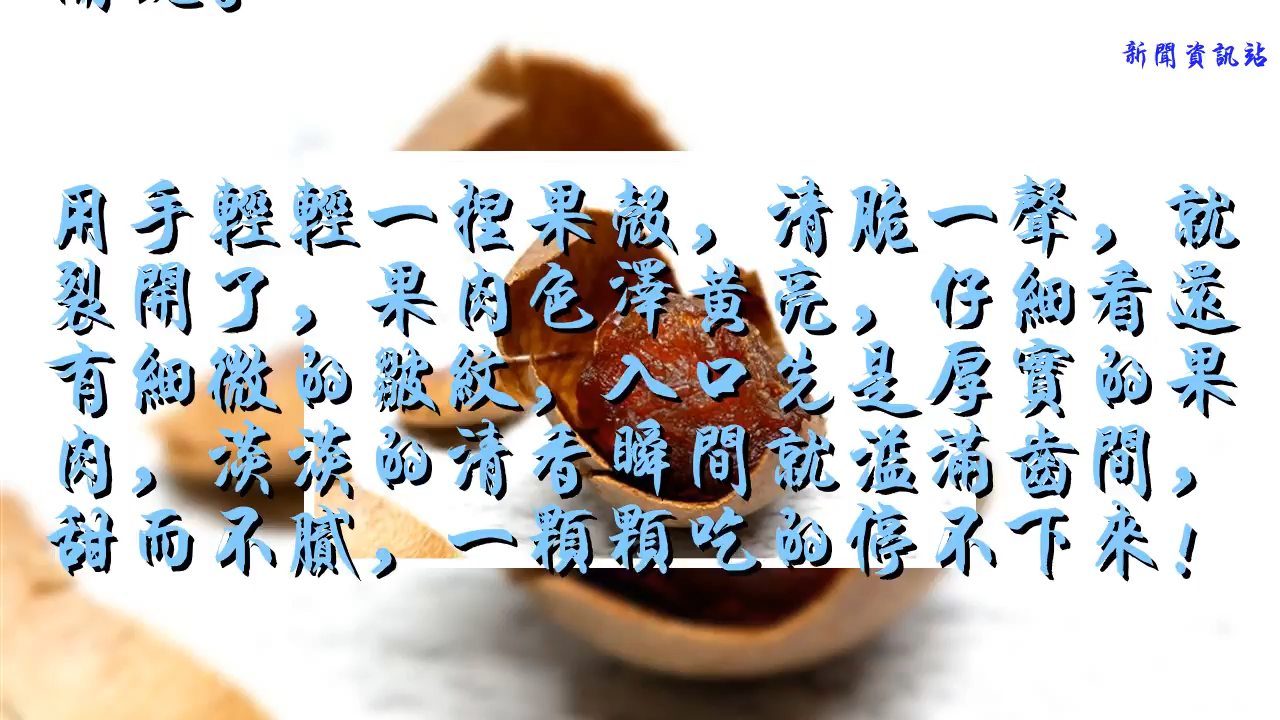 新聞資訊站
用手輕輕一捏果殼，清脆一聲，就
裂開了，果肉色澤黃亮，仔細看還
有細微的皺紋，入口先是厚實的果
肉，淡淡的清香瞬間就溢滿齒間，
甜而不膩，一顆顆吃的停不下來！